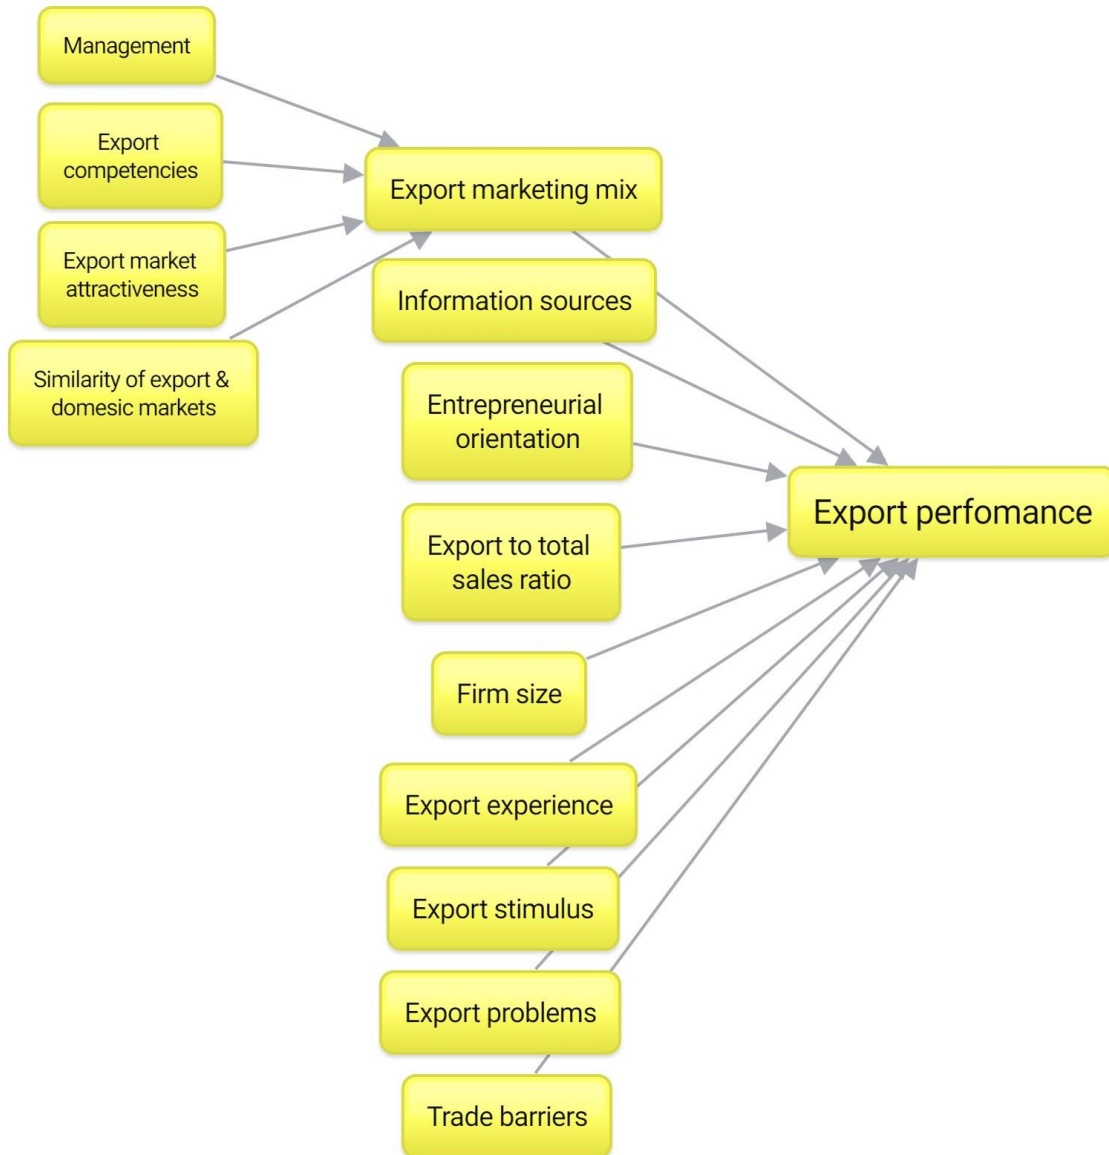 Management
Export
competencies
Export market
attractiveness
Similarity of export &
domesic markets
Export marketing mix
Information sources
Entrepreneurial
orientation
Export to total
sales ratio
Firm size
Export experience
Export stimulus
Export problems
Trade barriers
Export perfomance